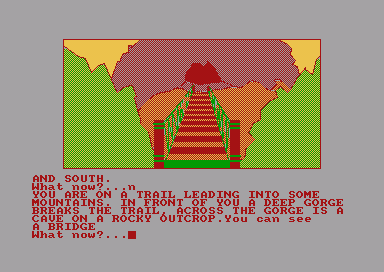 AND SOUTH.
What now?...n
YOU ARE ON A TRAIL LEADING INTO SOME
MOUNTAINS. IN FRONT OF YOU A DEEP GORGE
BREAKS THE TRAIL, ACROSS THE GORGE IS A
CAVE ON A ROCKY OUTCROP.You can see
A BRIDGE
What now?...